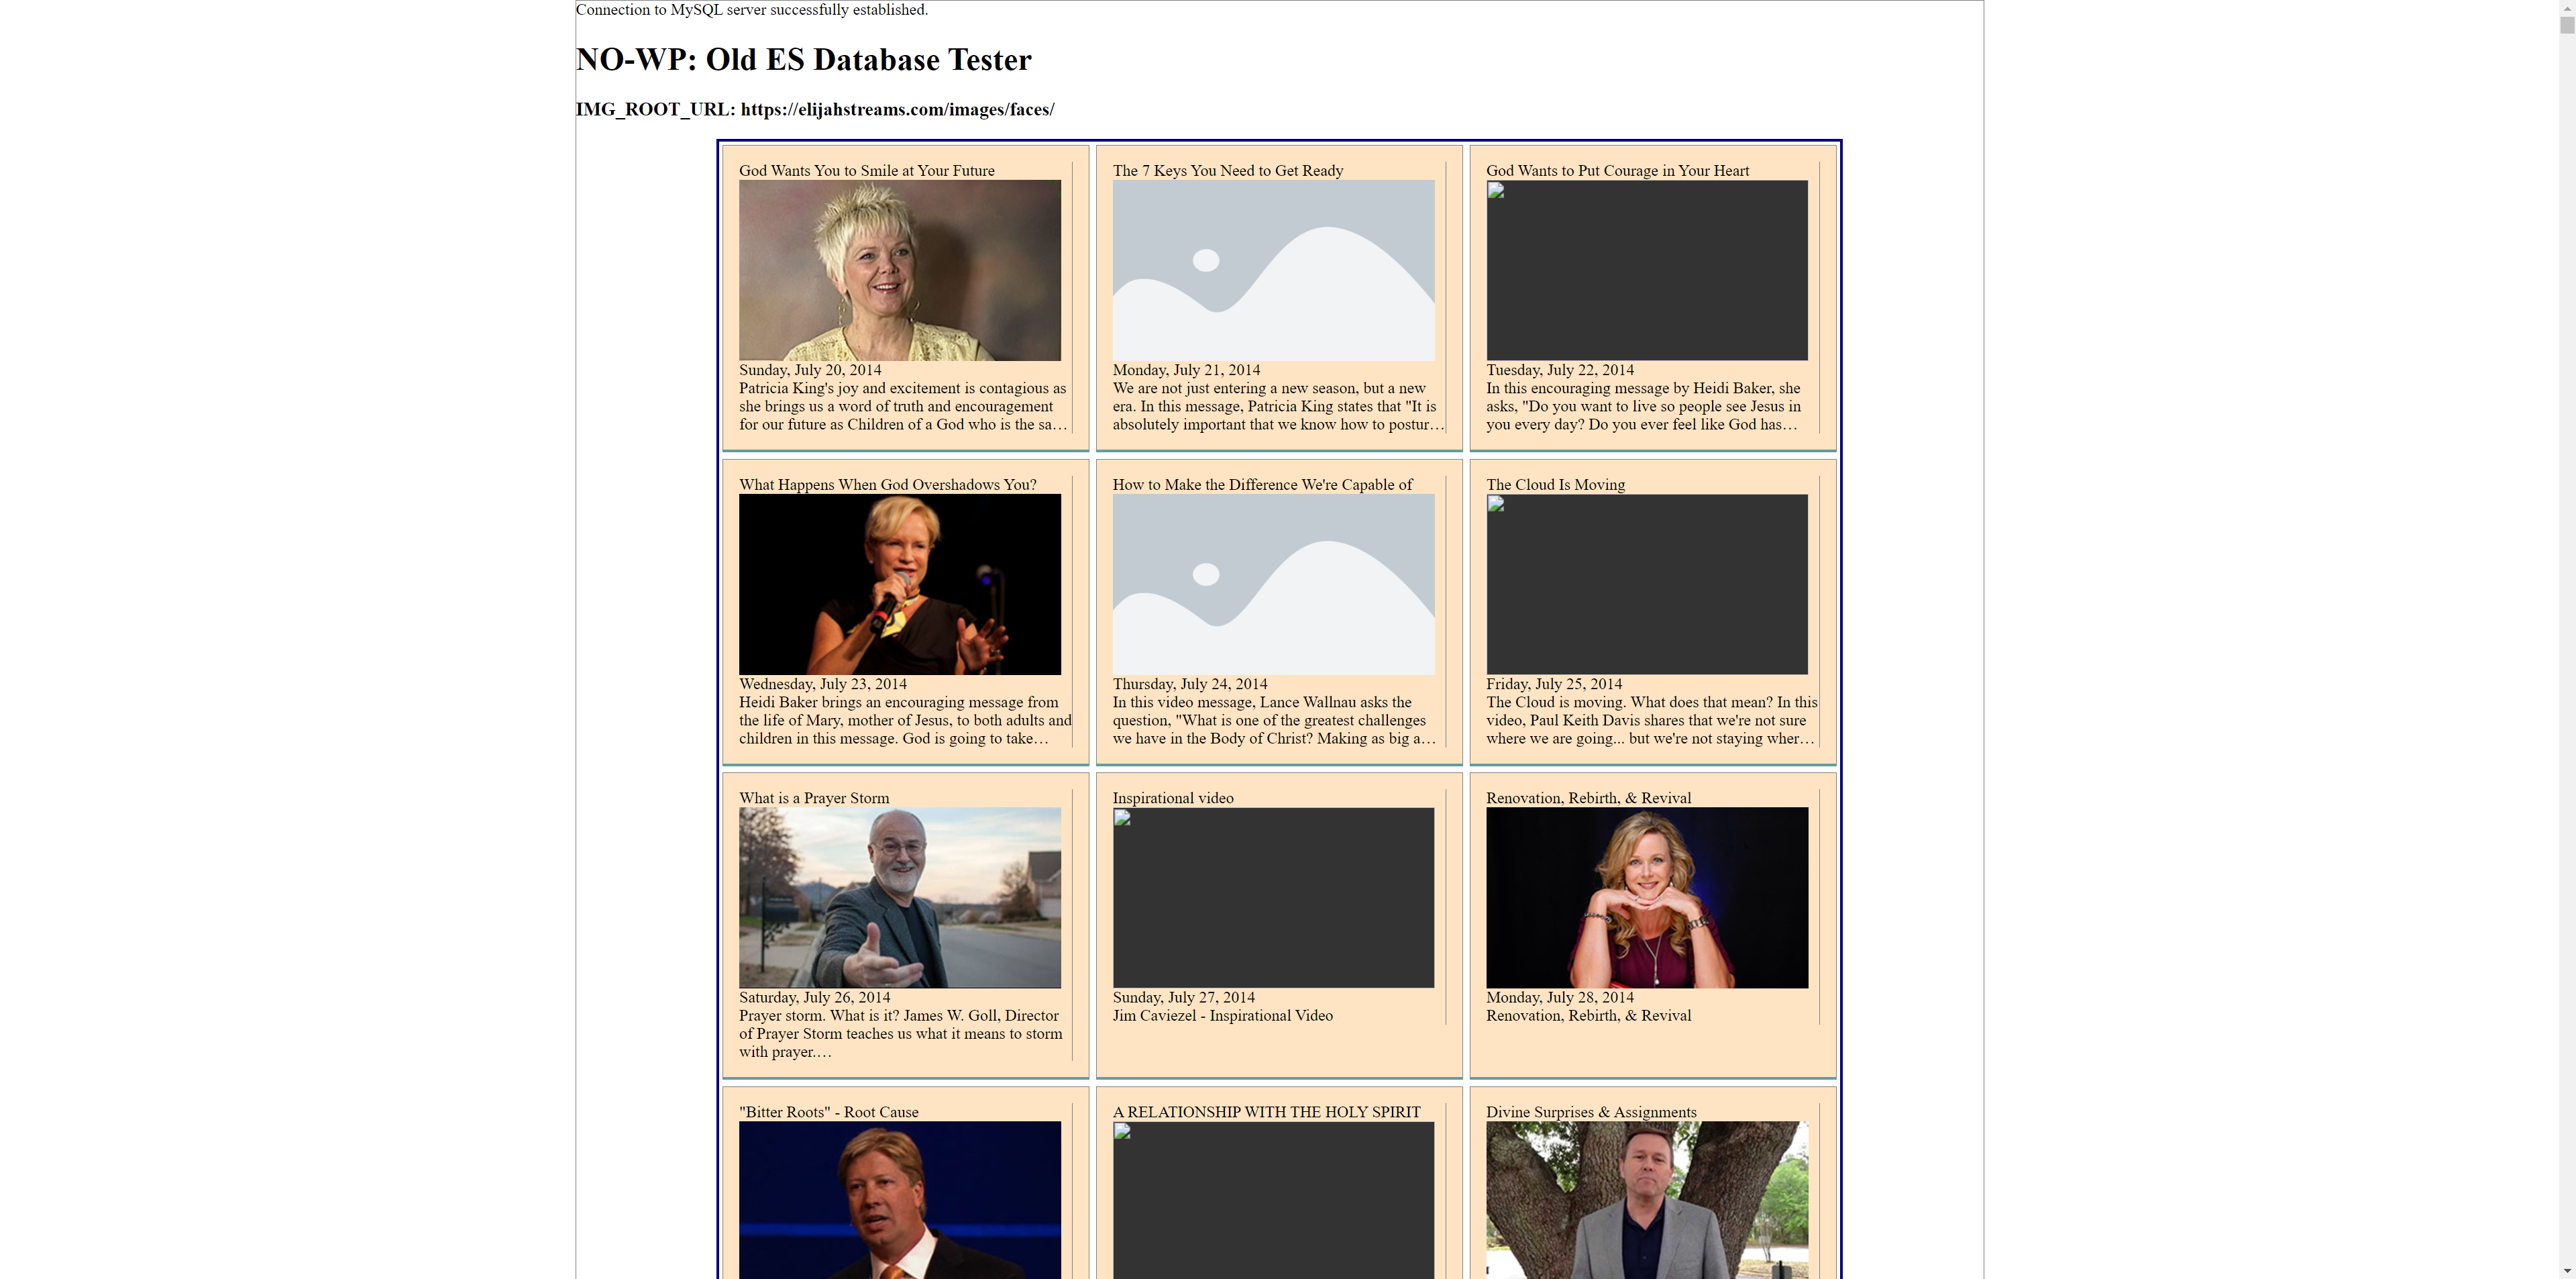 Connection to MySQL server successfully established.
NO-WP: Old ES Database Tester
IMG_ROOT_URL: https://elijahstreams.com/images/faces/
God Wants You to Smile at Your Future
Sunday, July 20, 2014
Patricia King's joy and excitement is contagious as
she brings us a word of truth and encouragement
for our future as Children of a God who is the sa…
The 7 Keys You Need to Get Ready
Monday, July 21, 2014
We are not just entering a new season, but a new
era. In this message, Patricia King states that "It is
absolutely important that we know how to postur…
God Wants to Put Courage in Your Heart
Tuesday, July 22, 2014
In this encouraging message by Heidi Baker, she
asks, "Do you want to live so people see Jesus in
you every day? Do you ever feel like God has…
What Happens When God Overshadows You?
Wednesday, July 23, 2014
Heidi Baker brings an encouraging message from
the life of Mary, mother of Jesus, to both adults and
children in this message. God is going to take…
How to Make the Difference We're Capable of
Thursday, July 24, 2014
In this video message, Lance Wallnau asks the
question, "What is one of the greatest challenges
we have in the Body of Christ? Making as big a…
The Cloud Is Moving
Friday, July 25, 2014
The Cloud is moving. What does that mean? In this
video, Paul Keith Davis shares that we're not sure
where we are going... but we're not staying wher…
What is a Prayer Storm
Saturday, July 26, 2014
Prayer storm. What is it? James W. Goll, Director
of Prayer Storm teaches us what it means to storm
with prayer.…
Inspirational video
Sunday, July 27, 2014
Jim Caviezel - Inspirational Video
Renovation, Rebirth, & Revival
Monday, July 28, 2014
Renovation, Rebirth, & Revival
"Bitter Roots" - Root Cause
A RELATIONSHIP WITH THE HOLY SPIRIT
Divine Surprises & Assignments